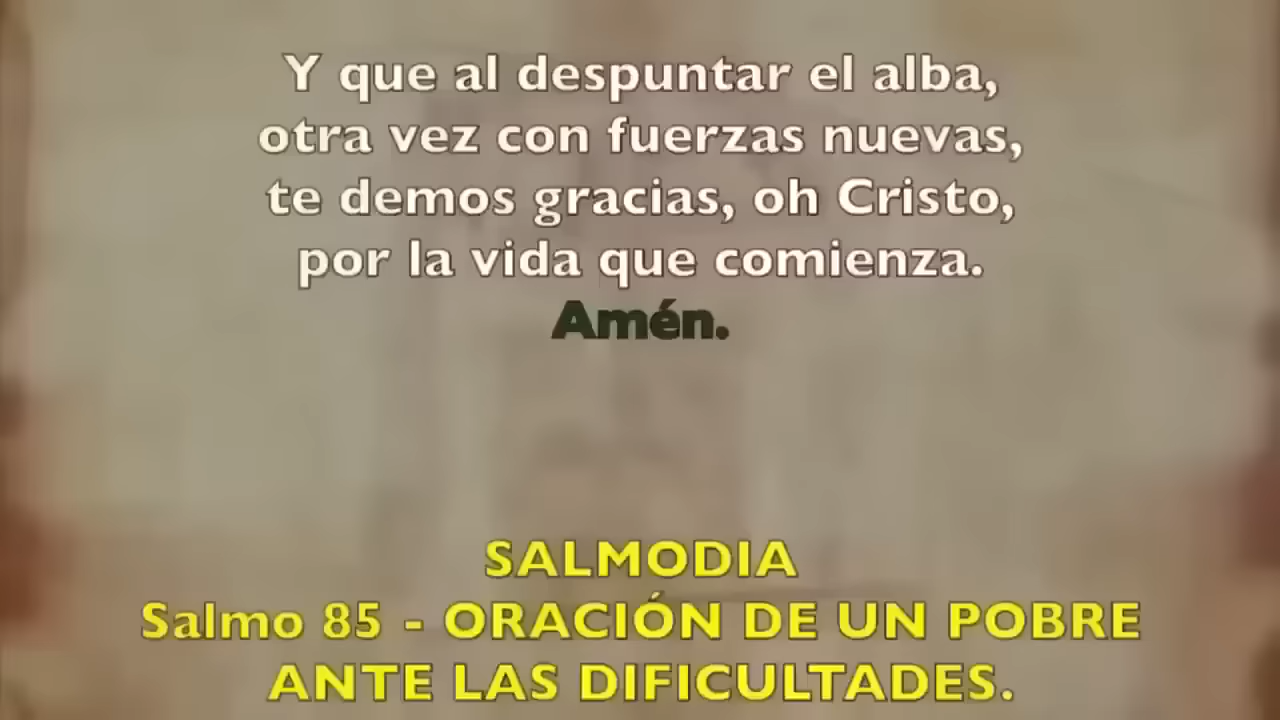 Y que al despuntar el alba,
otra vez con fuerzas nuevas,
te demos gracias, oh Cristo,
por la vida que comienza.
Amén.
SALMODIA
Salmo 85 - ORACIÓN DE UN POBRE
ANTE LAS DIFICULTADES.